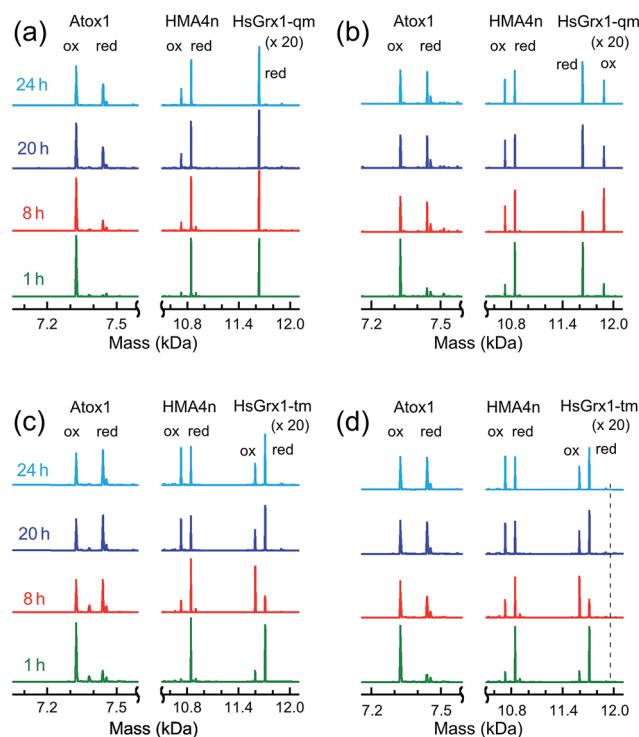 (a)
Atox1
ox red
HMA4n
ox red
HsGrx1-qm
(x 20)
red
24 h
20 h
8 h
1 h
7.2 7.5 10.8 11.4 12.0
Mass (kDa)
(b)
Atox1
ox red
HMA4n
ox red
HsGrx1-qm
(x 20)
red ox
7.2 7.5 10.8 11.4 12.0
Mass (kDa)
(c)
Atox1
ox red
HMA4n
ox red
HsGrx1-tm
(x 20)
ox red
24 h
20 h
8 h
1 h
7.2 7.5 10.8 11.4 12.0
Mass (kDa)
(d)
Atox1
ox red
HMA4n
ox red
HsGrx1-tm
(x 20)
ox red
7.2 7.5 10.8 11.4 12.0
Mass (kDa)